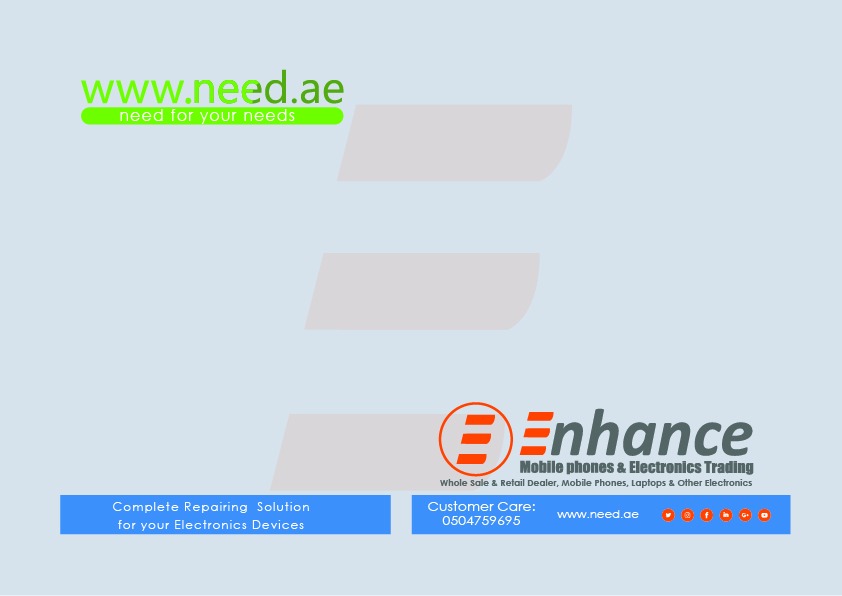 www.need.ae
need for your needs
Enhance
Mobile phones & Electronics Trading
Whole Sale & Retail Dealer, Mobile Phones, Laptops & Other Electronics
Complete Repairing Solution
for your Electronics Devices
Customer Care:
0504759695
www.need.ae